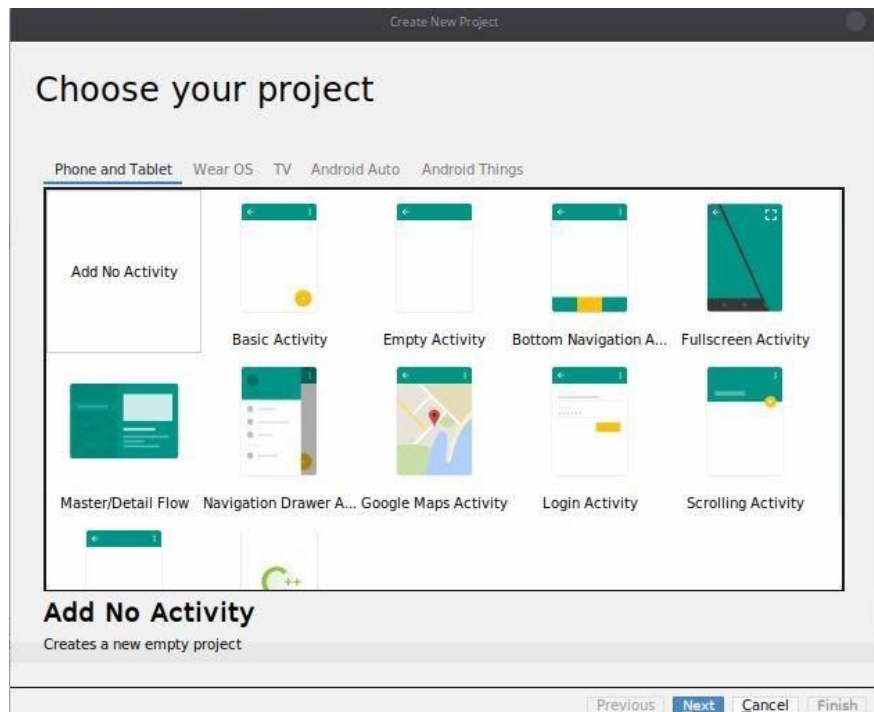 Create New Project
Choose your project
Phone and Tablet Wear OS TV Android Auto Android Things
Add No Activity
Basic Activity Empty Activity Bottom Navigation A... Fullscreen Activity
Master/Detail Flow Navigation Drawer A... Google Maps Activity Login Activity Scrolling Activity
C++
Add No Activity
Creates a new empty project
Previous Next Cancel Finish